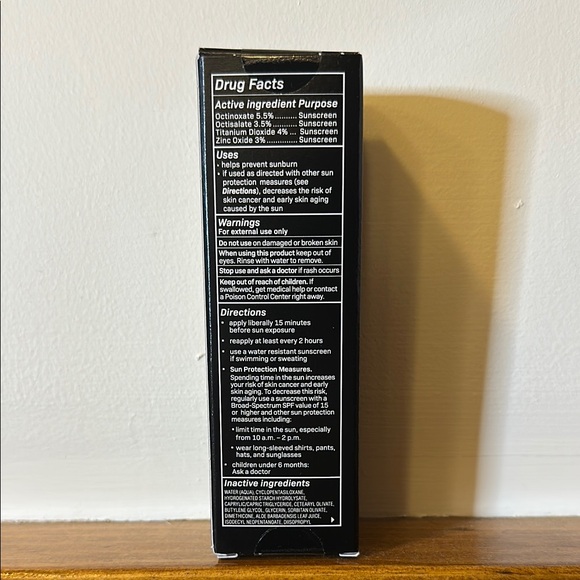 Drug Facts
Active ingredient Purpose
Octinoxate 5.5% .......... Sunscreen
Octisalate 3.5% ........... Sunscreen
Titanium Dioxide 4% ... Sunscreen
Zinc Oxide 3% ............... Sunscreen
Uses
• helps prevent sunburn
• if used as directed with other sun
protection measures (see
Directions), decreases the risk of
skin cancer and early skin aging
caused by the sun
Warnings
For external use only
Do not use on damaged or broken skin
When using this product keep out of
eyes. Rinse with water to remove.
Stop use and ask a doctor if rash occurs
Keep out of reach of children. If
swallowed, get medical help or contact
a Poison Control Center right away.
Directions
• apply liberally 15 minutes
before sun exposure
• reapply at least every 2 hours
• use a water resistant sunscreen
if swimming or sweating
• Sun Protection Measures.
Spending time in the sun increases
your risk of skin cancer and early
skin aging. To decrease this risk,
regularly use a sunscreen with a
Broad-Spectrum SPF value of 15
or higher and other sun protection
measures including:
• limit time in the sun, especially
from 10 a.m. – 2 p.m.
• wear long-sleeved shirts, pants,
hats, and sunglasses
• children under 6 months:
Ask a doctor
Inactive ingredients
WATER (AQUA), CYCLOPENTASILOXANE,
HYDROGENATED STARCH HYDROLYSATE,
CAPRYLIC/CAPRIC TRIGLYCERIDE, CETEARYL OLIVATE,
BUTYLENE GLYCOL, GLYCERIN, SORBITAN OLIVATE,
DIMETHICONE, ALOE BARBADENSIS LEAF JUICE,
ISODECYL NEOPENTANOATE, DIISOPROPYL